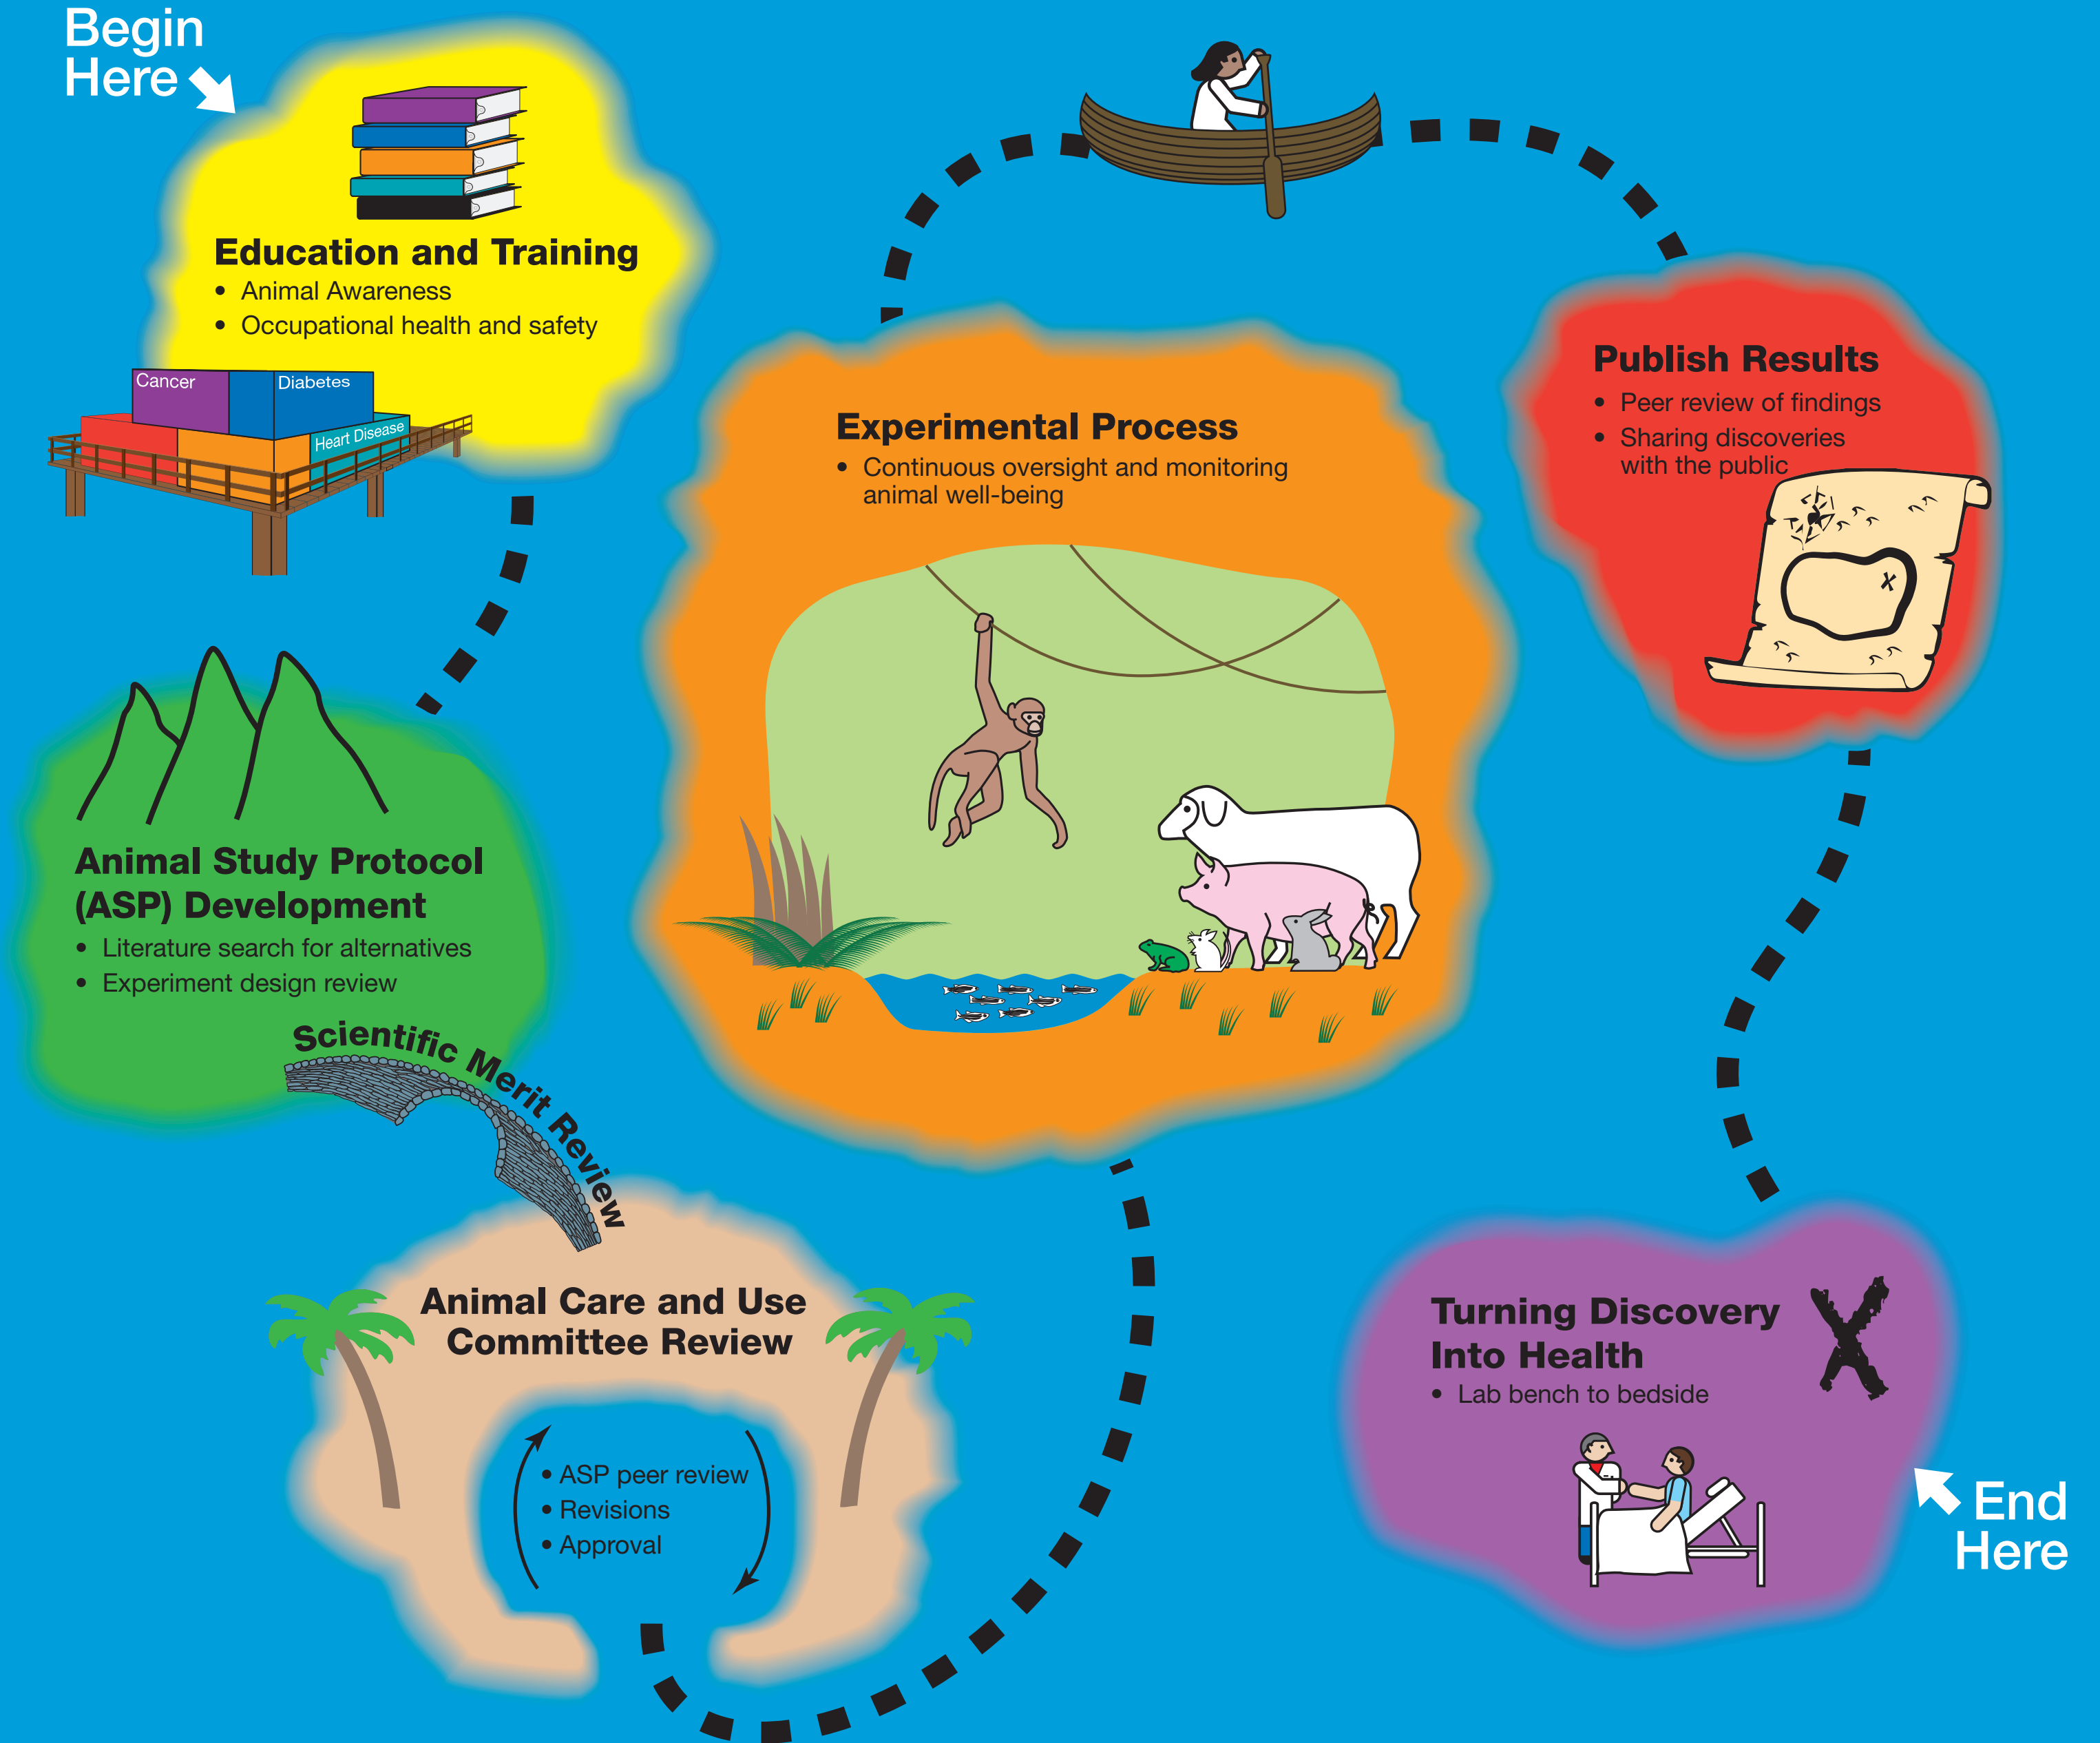 Begin
Here
Education and Training
• Animal Awareness
• Occupational health and safety
Cancer
Diabetes
Heart Disease
Animal Study Protocol
(ASP) Development
• Literature search for alternatives
• Experiment design review
Scientific Merit Review
Animal Care and Use
Committee Review
• ASP peer review
• Revisions
• Approval
Experimental Process
• Continuous oversight and monitoring
animal well-being
Publish Results
• Peer review of findings
• Sharing discoveries
with the public
X
Turning Discovery
Into Health
• Lab bench to bedside
X
End
Here